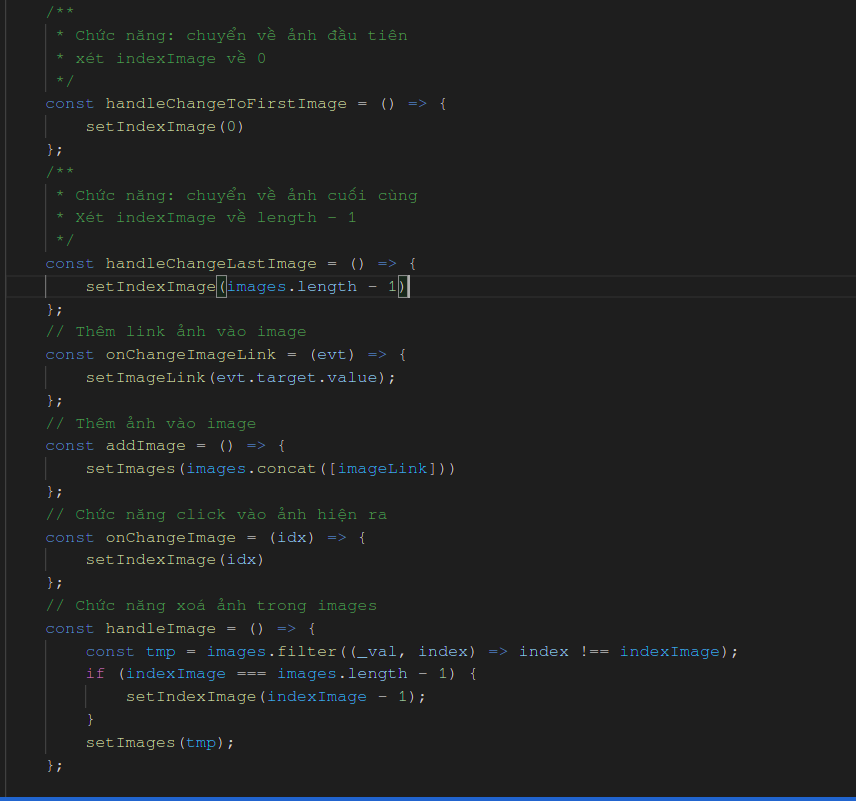 /**
 * Chức năng: chuyển về ảnh đầu tiên
 * xét indexImage về 0
 */
const handleChangeToFirstImage = () => {
    setIndexImage(0)
};
/**
 * Chức năng: chuyển về ảnh cuối cùng
 * Xét indexImage về length - 1
 */
const handleChangeLastImage = () => {
    setIndexImage(images.length - 1)
};
// Thêm link ảnh vào image
const onChangeImageLink = (evt) => {
    setImageLink(evt.target.value);
};
// Thêm ảnh vào image
const addImage = () => {
    setImages(images.concat([imageLink]))
};
// Chức năng click vào ảnh hiện ra
const onChangeImage = (idx) => {
    setIndexImage(idx)
};
// Chức năng xoá ảnh trong images
const handleImage = () => {
    const tmp = images.filter((_val, index) => index !== indexImage);
    if (indexImage === images.length - 1) {
        setIndexImage(indexImage - 1);
    }
    setImages(tmp);
};